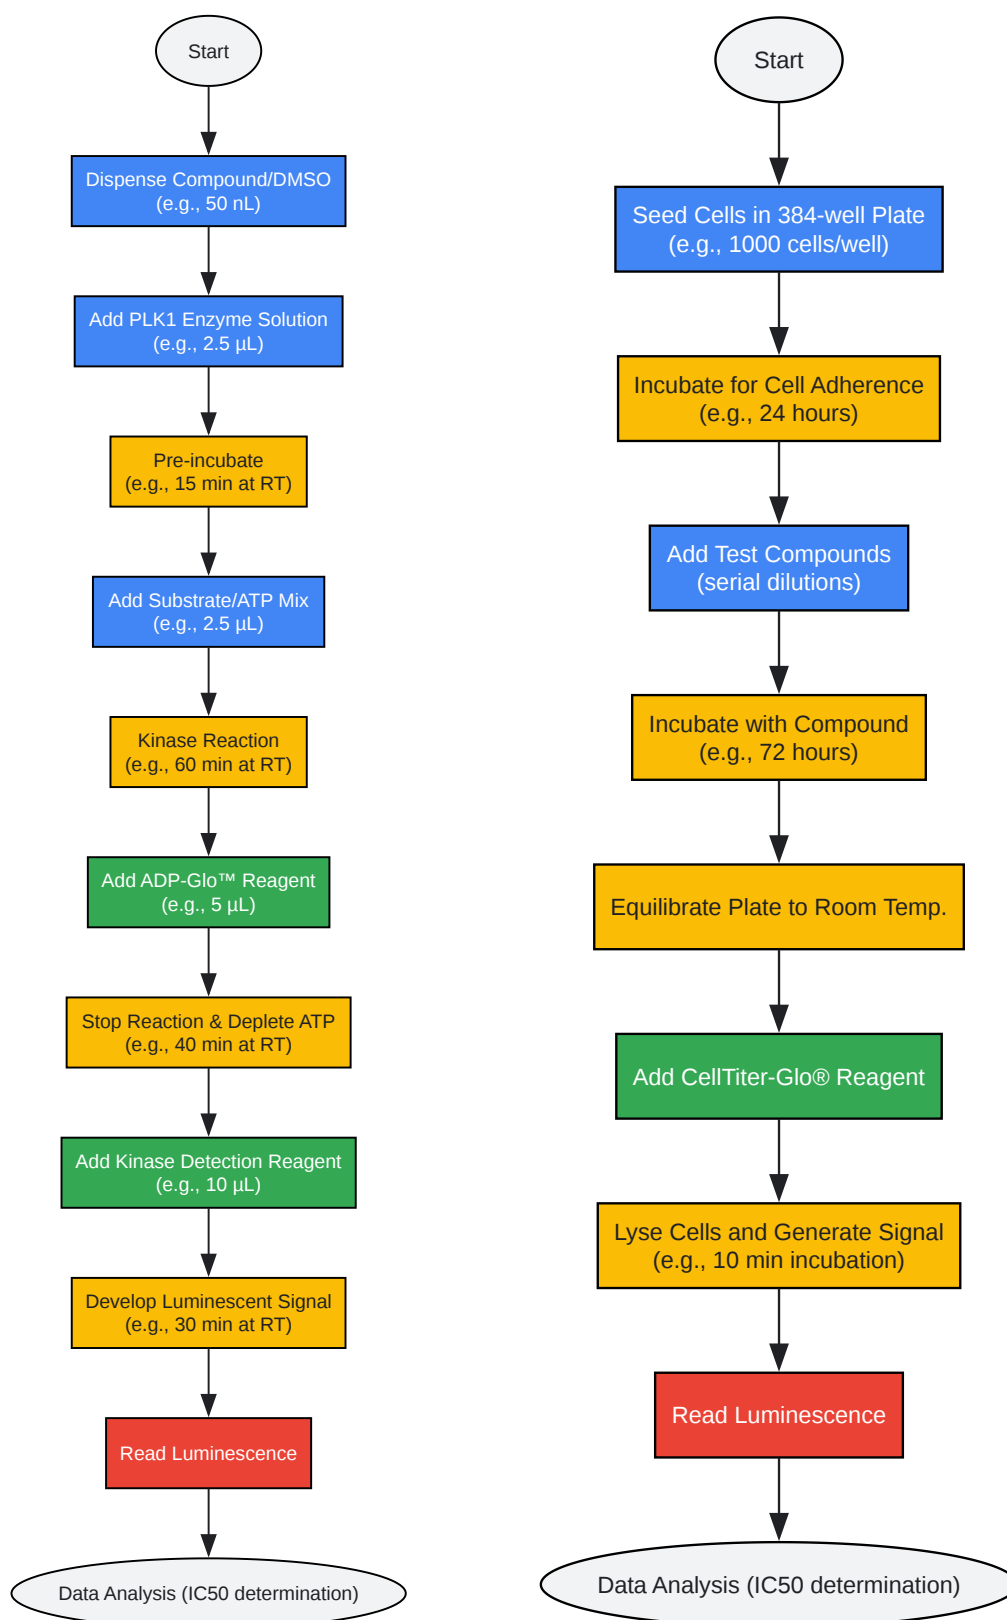 Start
Dispense Compound/DMSO
(e.g., 50 nL)
Add PLK1 Enzyme Solution
(e.g., 2.5 µL)
Pre-incubate
(e.g., 15 min at RT)
Add Substrate/ATP Mix
(e.g., 2.5 µL)
Kinase Reaction
(e.g., 60 min at RT)
Add ADP-Glo™ Reagent
(e.g., 5 µL)
Stop Reaction & Deplete ATP
(e.g., 40 min at RT)
Add Kinase Detection Reagent
(e.g., 10 µL)
Develop Luminescent Signal
(e.g., 30 min at RT)
Read Luminescence
Data Analysis (IC50 determination)
Start
Seed Cells in 384-well Plate
(e.g., 1000 cells/well)
Incubate for Cell Adherence
(e.g., 24 hours)
Add Test Compounds
(serial dilutions)
Incubate with Compound
(e.g., 72 hours)
Equilibrate Plate to Room Temp.
Add CellTiter-Glo® Reagent
Lyse Cells and Generate Signal
(e.g., 10 min incubation)
Read Luminescence
Data Analysis (IC50 determination)